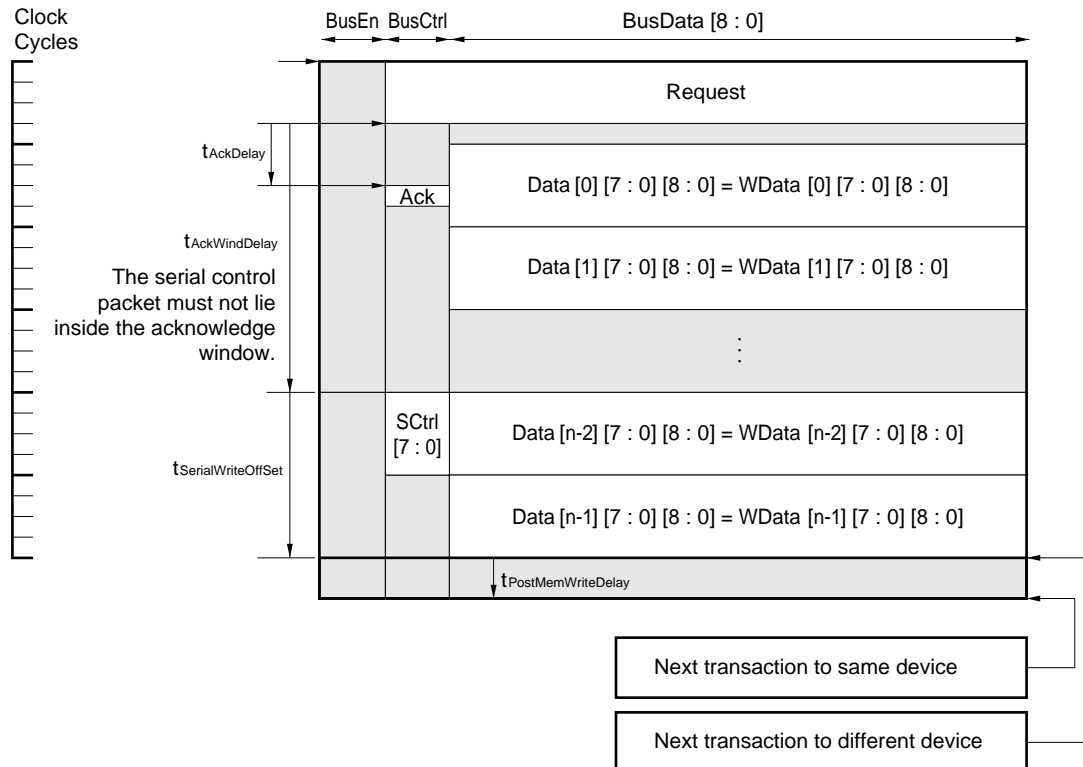 Clock
Cycles
BusEn BusCtrl BusData [8 : 0]
Request
tAckDelay
Data [0] [7 : 0] [8 : 0] = WData [0] [7 : 0] [8 : 0]
Ack
tAckWindDelay
Data [1] [7 : 0] [8 : 0] = WData [1] [7 : 0] [8 : 0]
The serial control
packet must not lie
inside the acknowledge
window.
⋮
SCtrl
[7 : 0]
Data [n-2] [7 : 0] [8 : 0] = WData [n-2] [7 : 0] [8 : 0]
tSerialWriteOffSet
Data [n-1] [7 : 0] [8 : 0] = WData [n-1] [7 : 0] [8 : 0]
tPostMemWriteDelay
Next transaction to same device
Next transaction to different device